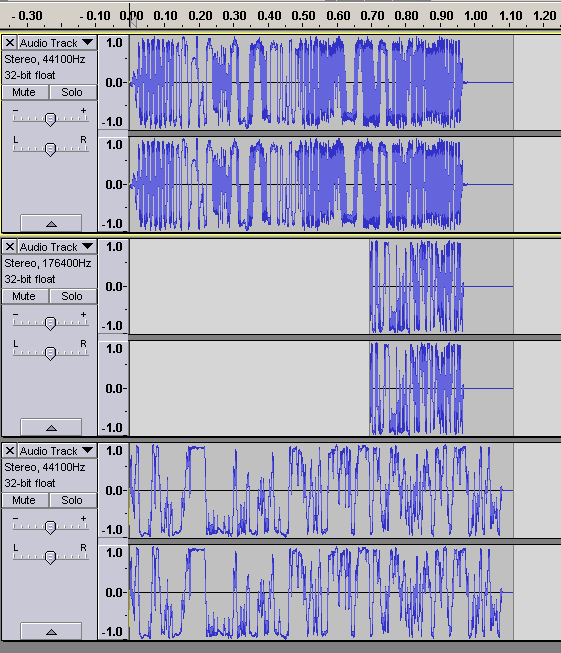 -0.30 -0.10 0.00 0.10 0.20 0.30 0.40 0.50 0.60 0.70 0.80 0.90 1.00 1.10 1.20
Audio Track
Stereo, 44100Hz
32-bit float
Mute Solo
- +
L R
1.0
0.0-
-1.0
1.0
0.0-
-1.0
Audio Track
Stereo, 176400Hz
32-bit float
Mute Solo
- +
L R
1.0
0.0-
-1.0
1.0
0.0-
-1.0
Audio Track
Stereo, 44100Hz
32-bit float
Mute Solo
- +
L R
1.0
0.0-
-1.0
1.0
0.0-
-1.0